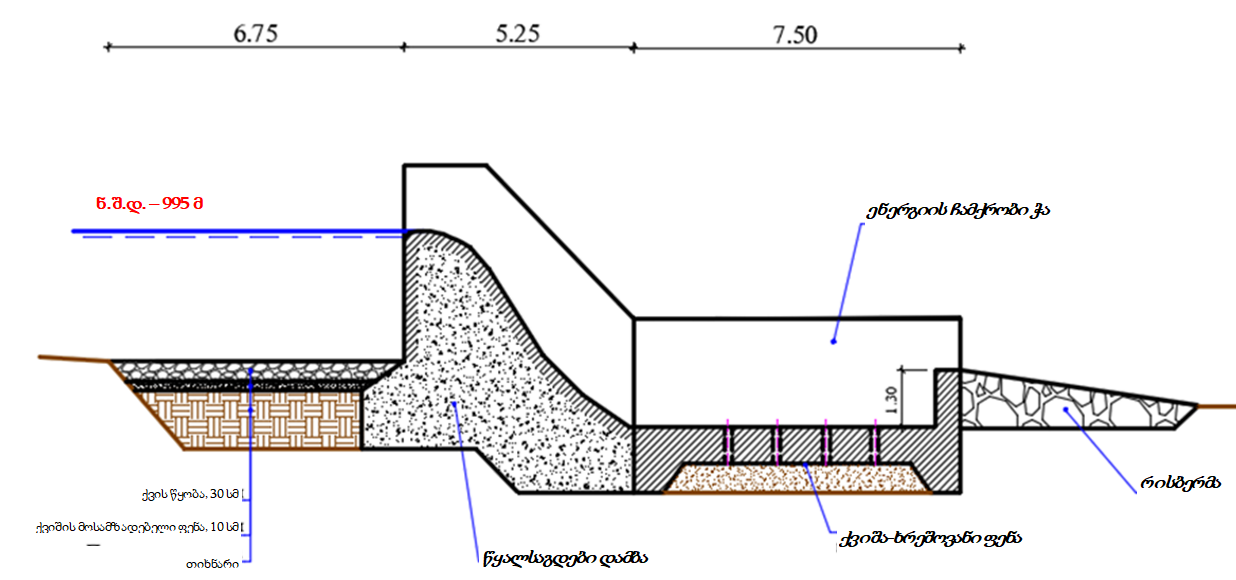 6.75 5.25 7.50
ნ.შ.დ. – 995 მ
ენერგიის ჩამქრობი ჭა
1.30
რისბერმა
ქვის წყობა, 30 სმ
ქვიშის მოსამზადებელი ფენა, 10 სმ
თიხნარი
წყალსაგდები დამბა
ქვიშა-ხრეშოვანი ფენა